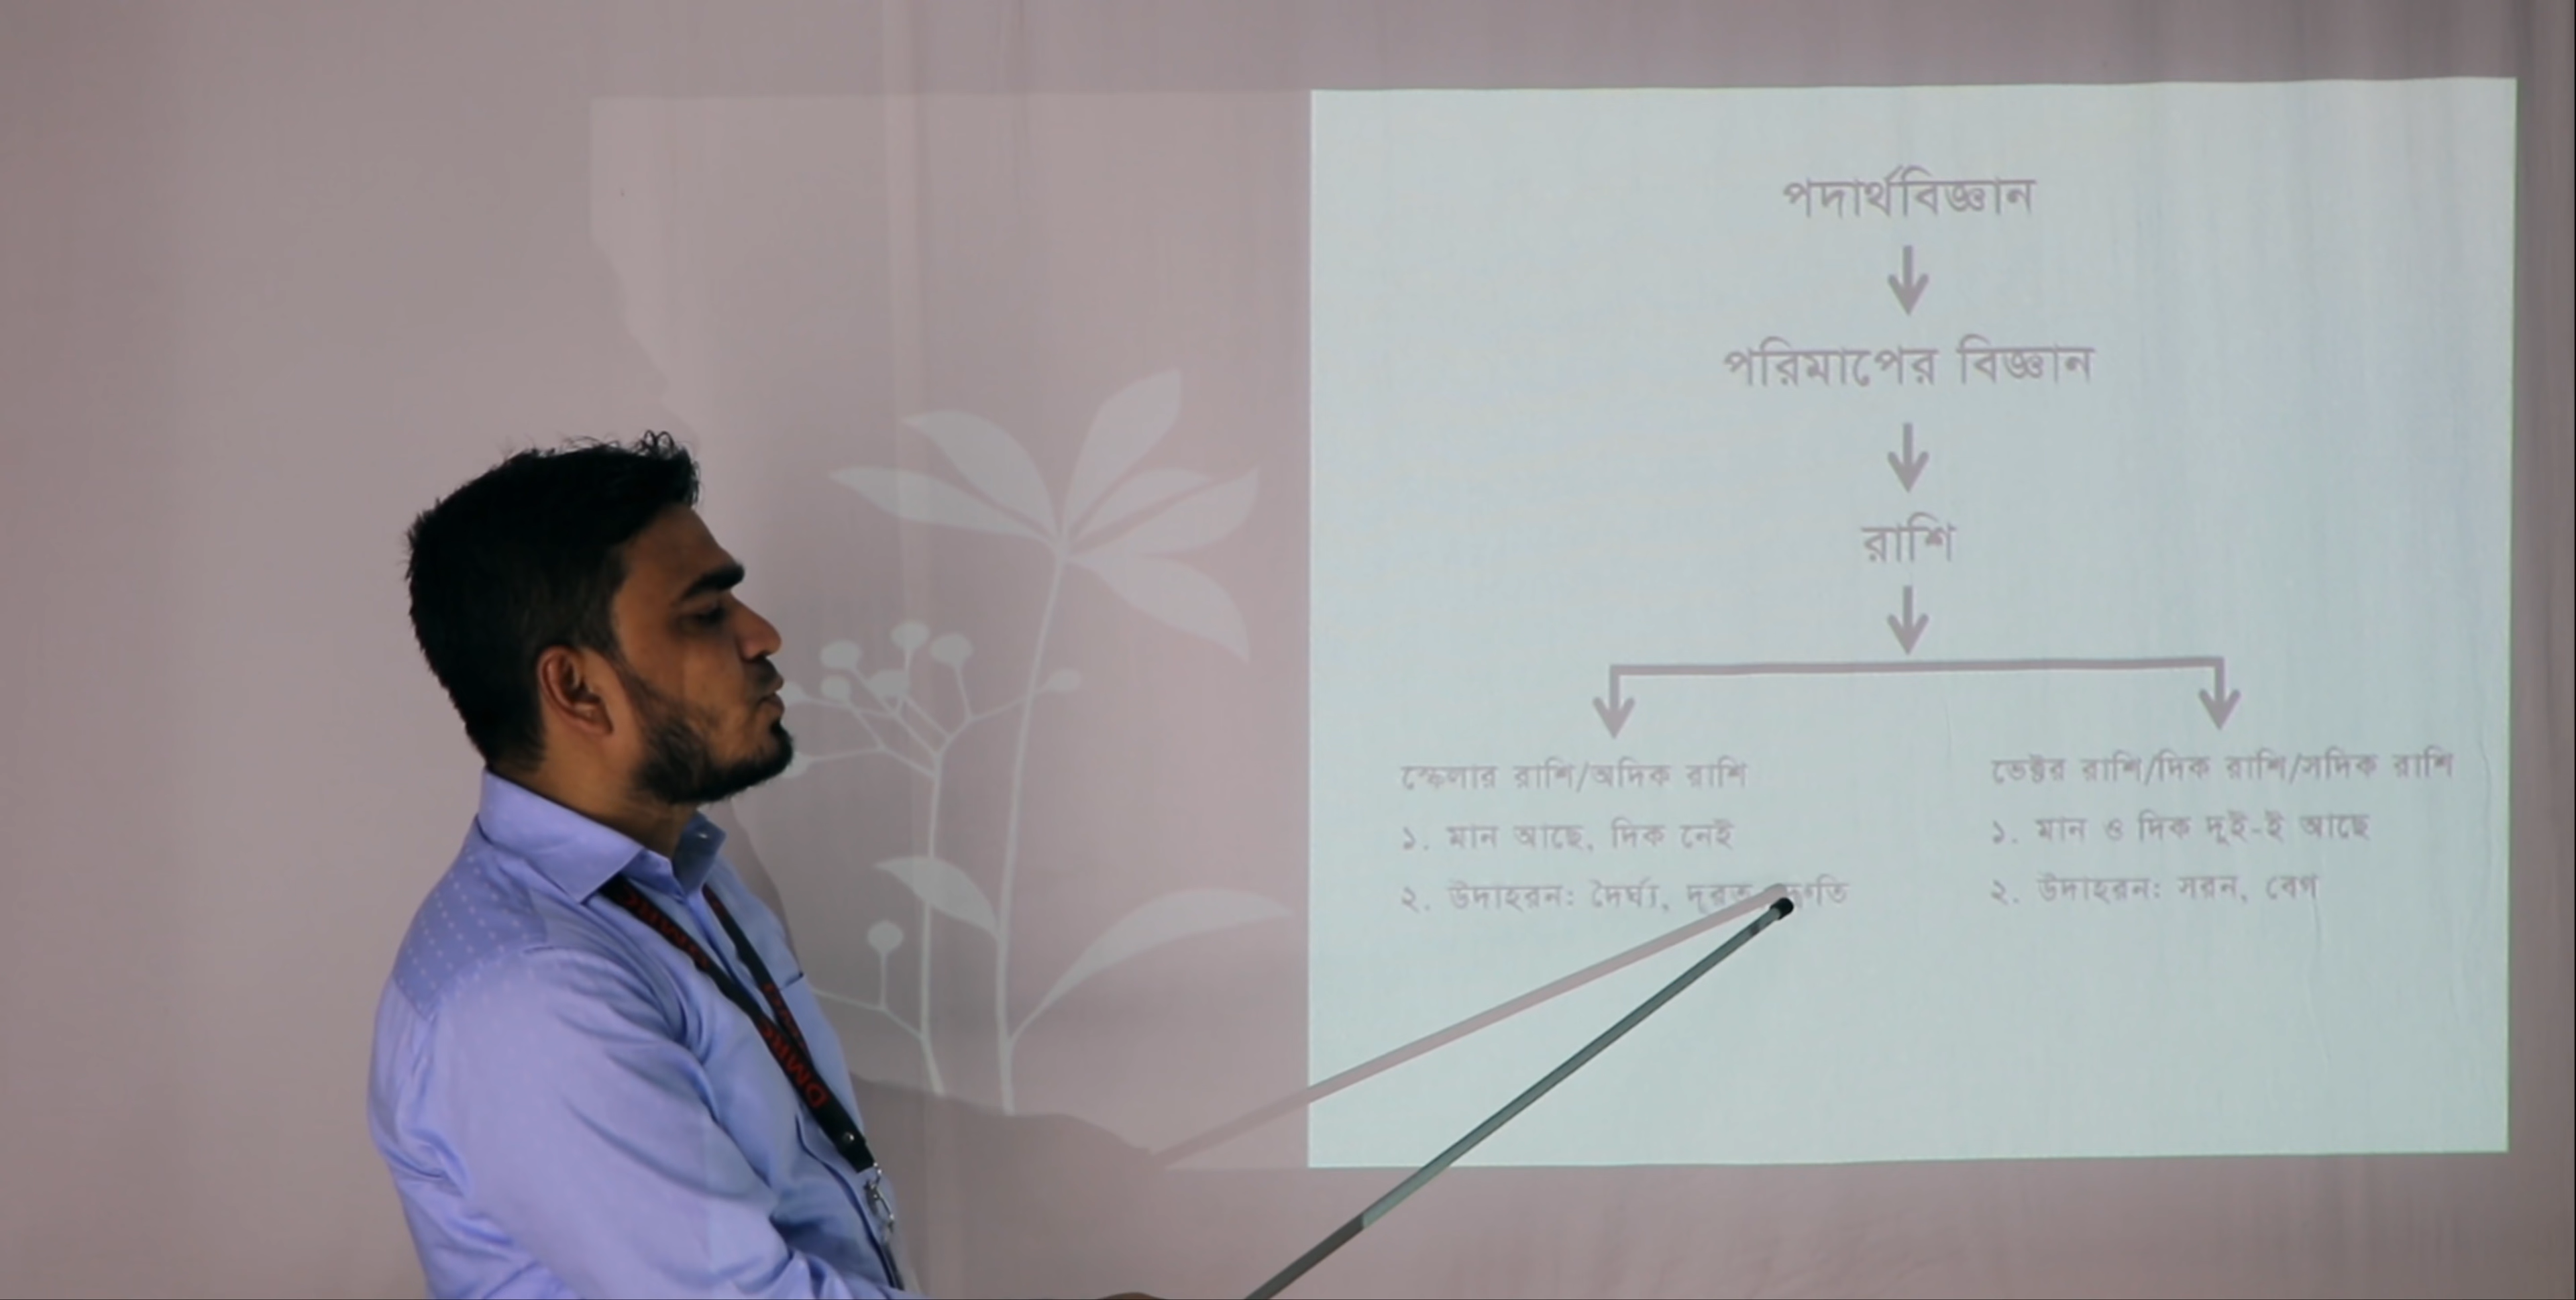 পদার্থবিজ্ঞান
পরিমাপের বিজ্ঞান
রাশি
স্কেলার রাশি/অদিক রাশি
১. মান আছে, দিক নেই
২. উদাহরন: দৈর্ঘ্য,
ভেক্টর রাশি/দিক রাশি/সদিক রাশি
১. মান ও দিক দুই-ই আছে
২. উদাহরন: সরন, বেগ